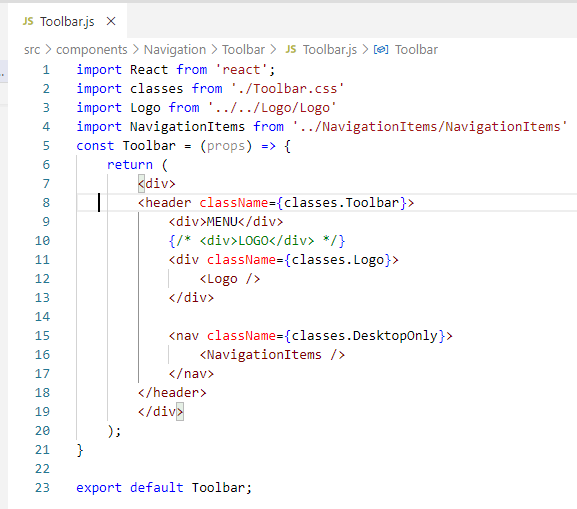 JS Toolbar.js ×
src > components > Navigation > Toolbar > JS Toolbar.js > Toolbar
1 import React from 'react';
2 import classes from './Toolbar.css'
3 import Logo from '../../Logo/Logo'
4 import NavigationItems from '../NavigationItems/NavigationItems'
5 const Toolbar = (props) => {
6     return (
7         <div>
8         <header className={classes.Toolbar}>
9             <div>MENU</div>
10             {/* <div>LOGO</div> */}
11             <div className={classes.Logo}>
12                 <Logo />
13             </div>
14
15             <nav className={classes.DesktopOnly}>
16                 <NavigationItems />
17             </nav>
18         </header>
19         </div>
20     );
21 }
22
23 export default Toolbar;